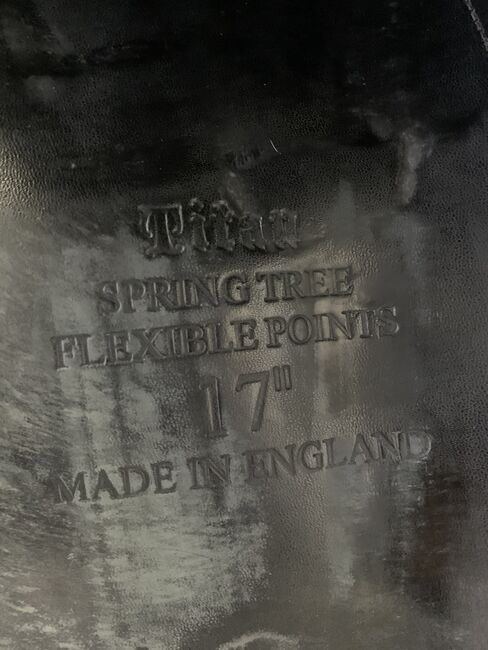 Titan
SPRING TREE
FLEXIBLE POINTS
17"
MADE IN ENGLAND